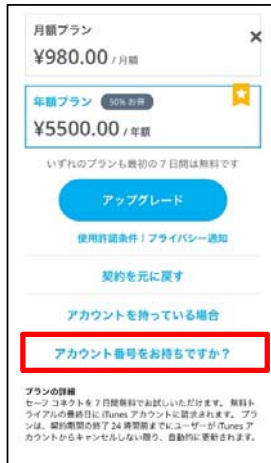 月額プラン
×
¥980.00 / 月額
年額プラン 50% お得
¥5500.00 / 年額
いずれのプランも最初の7日間は無料です
アップグレード
使用許諾条件 | プライバシー通知
契約を元に戻す
アカウントを持っている場合
アカウント番号をお持ちですか？
プランの詳細
セーフ コネクトを7日間無料でお試しいただけます。 無料ト
ライアルの最終日に iTunes アカウントに請求されます。 プラ
ンは、契約期間の終了 24 時間前までにユーザーが iTunes ア
カウントからキャンセルしない限り、自動的に更新されます。